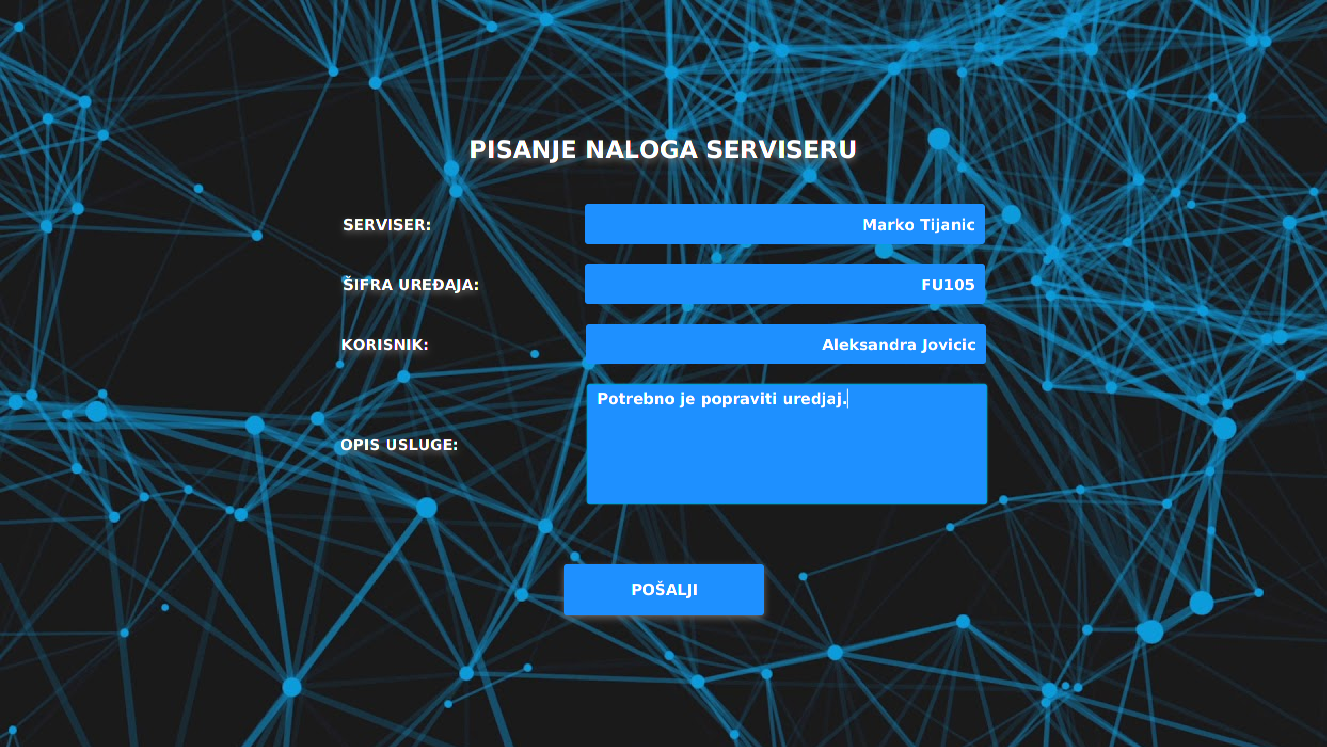 PISANJE NALOGA SERVISERU
SERVISER: Marko Tijanic
ŠIFRA UREĐAJA: FU105
KORISNIK: Aleksandra Jovicic
OPIS USLUGE: Potrebno je popraviti uredjaj.
POŠALJI